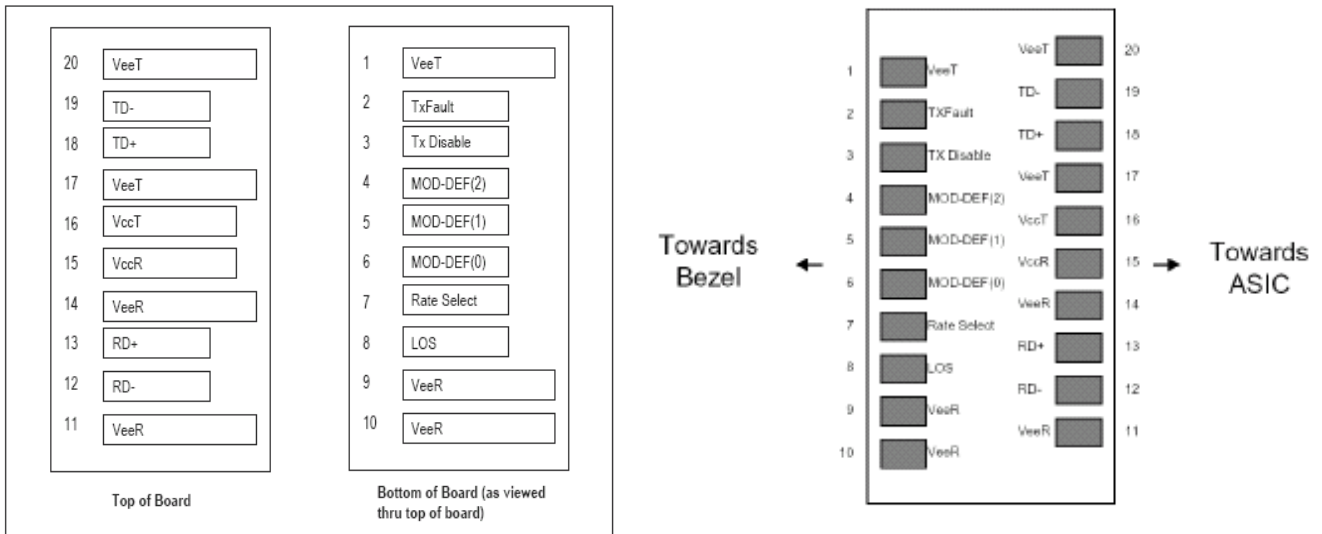 20 VeeT
19 TD-
18 TD+
17 VeeT
16 VccT
15 VccR
14 VeeR
13 RD+
12 RD-
11 VeeR
Top of Board
1 VeeT
2 TxFault
3 Tx Disable
4 MOD-DEF(2)
5 MOD-DEF(1)
6 MOD-DEF(0)
7 Rate Select
8 LOS
9 VeeR
10 VeeR
Bottom of Board (as viewed
thru top of board)
Towards
Bezel
1 VeeT
2 TXFault
3 TX Disable
4 MOD-DEF(2)
5 MOD-DEF(1)
6 MOD-DEF(0)
7 Rate Select
8 LOS
9 VeeR
10 VeeR
VeeT 20
TD- 19
TD+ 18
VeeT 17
VccT 16
VccR 15
VeeR 14
RD+ 13
RD- 12
VeeR 11
Towards
ASIC